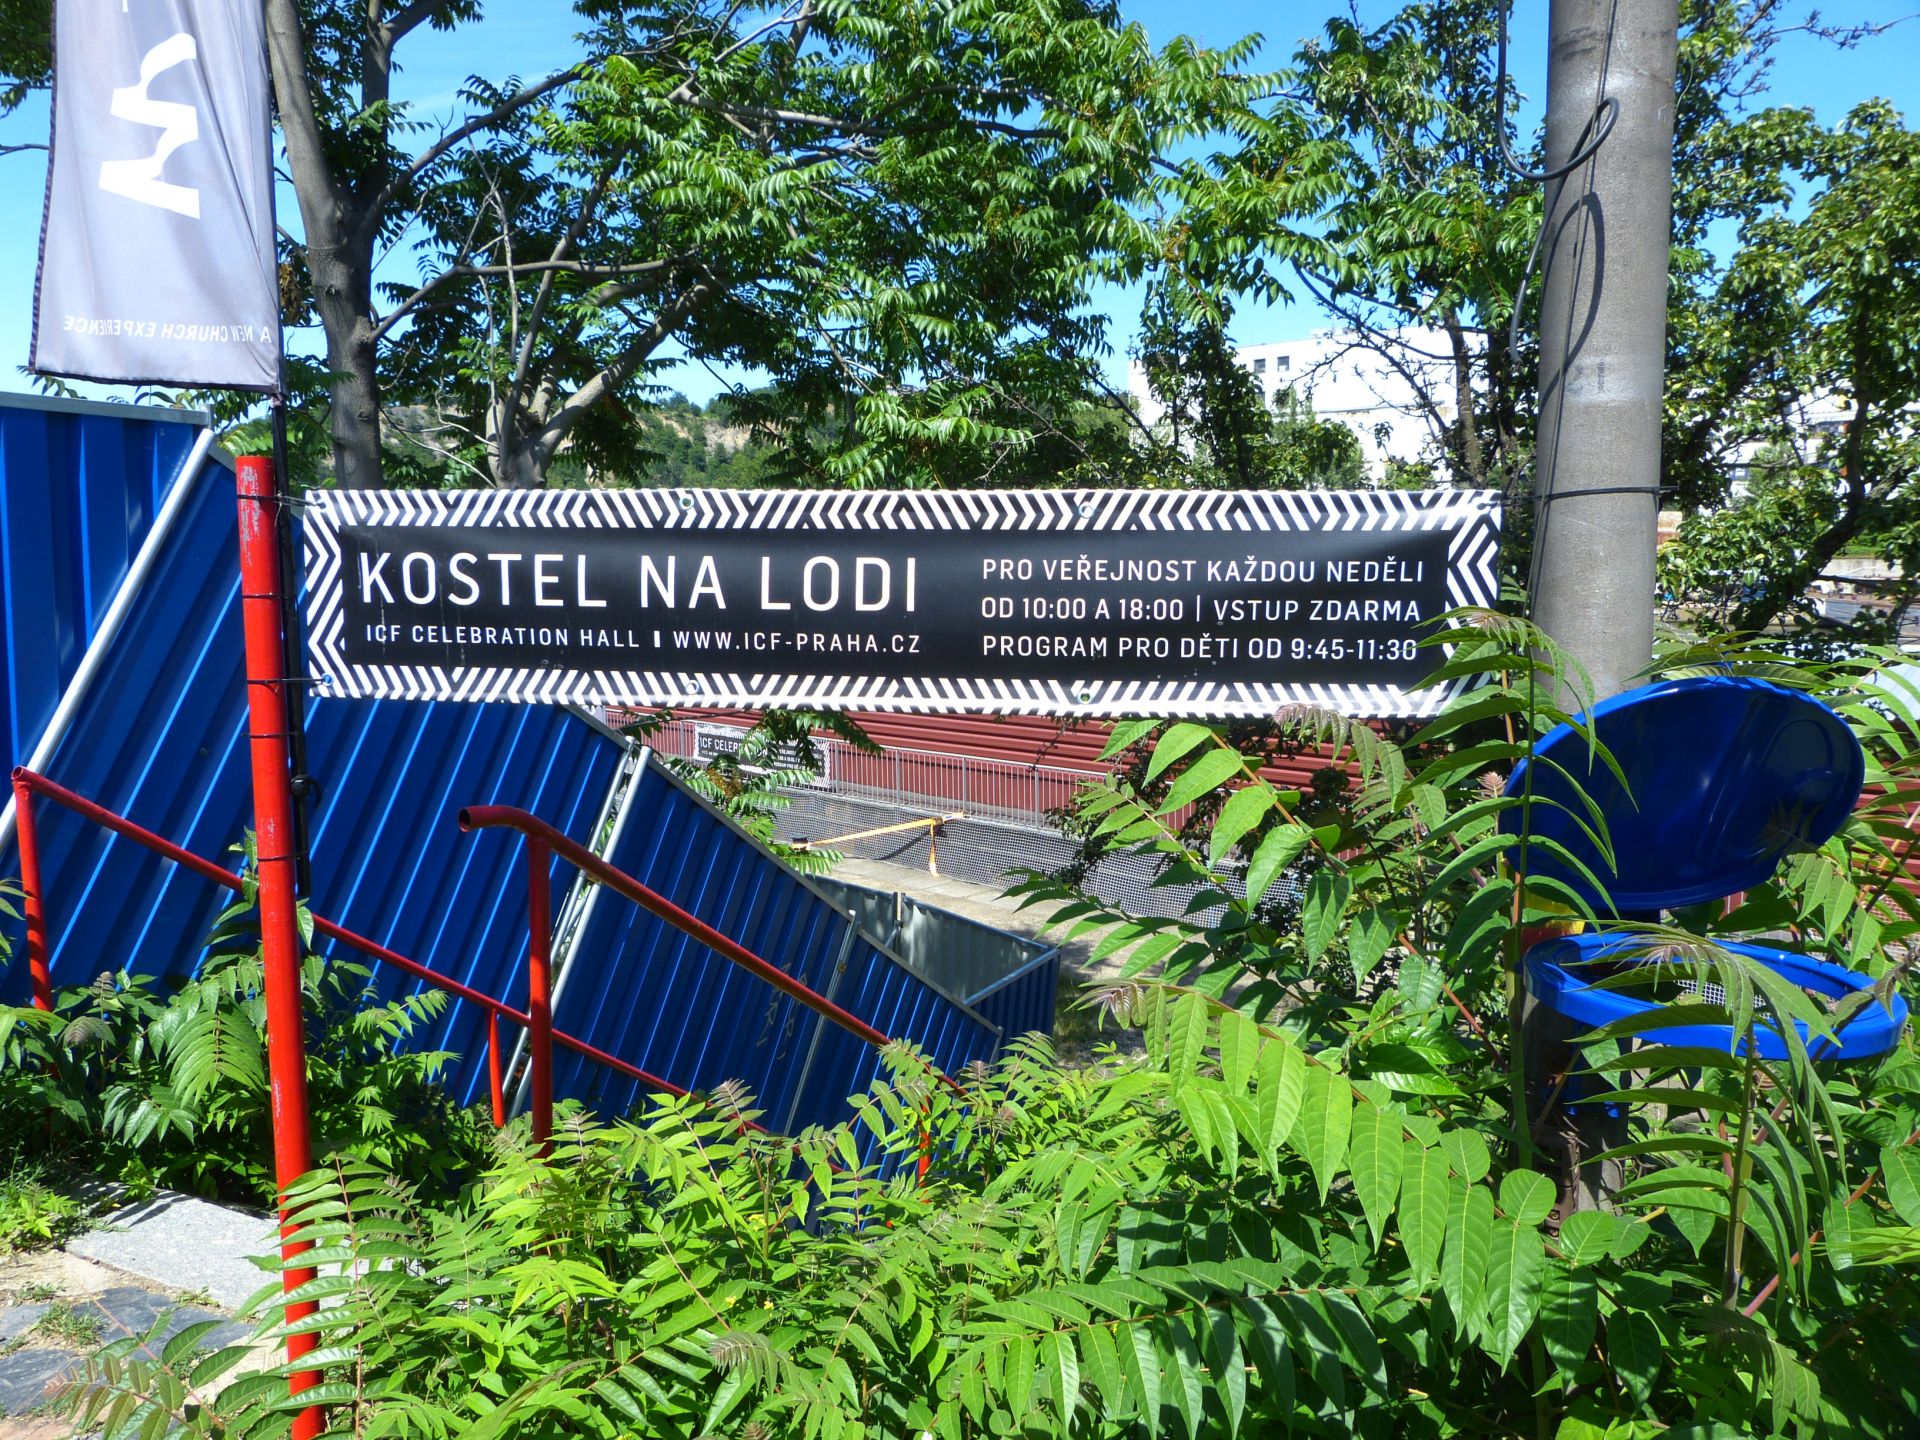 A NEW CHURCH EXPERIENCE
KOSTEL NA LODI
ICF CELEBRATION HALL | WWW.ICF-PRAHA.CZ
PRO VEŘEJNOST KAŽDOU NEDĚLI
OD 10:00 A 18:00 | VSTUP ZDARMA
PROGRAM PRO DĚTI OD 9:45-11:30
ICF